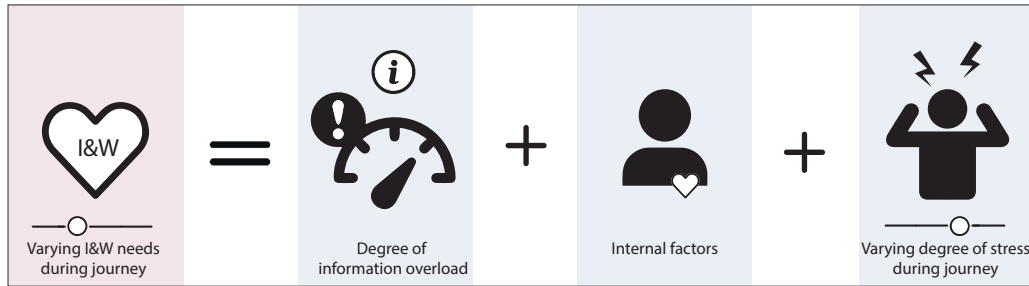 I&W
Varying I&W needs
during journey
=
i
!
Degree of
information overload
+
Internal factors
+
Varying degree of stress
during journey